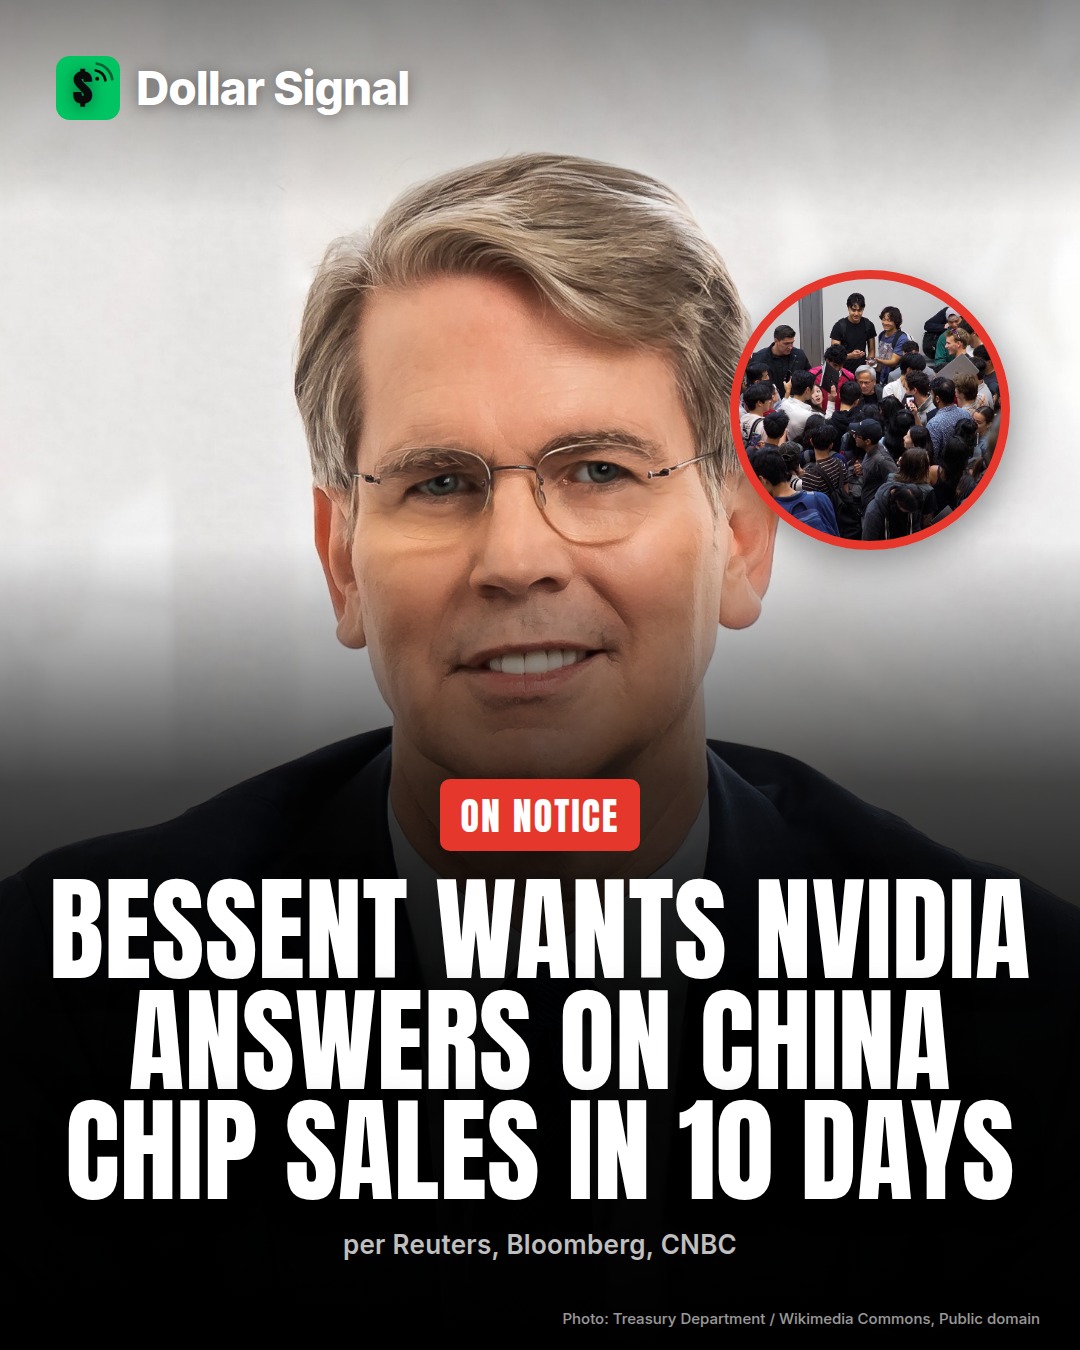 Dollar Signal
ON NOTICE
BESSENT WANTS NVIDIA
ANSWERS ON CHINA
CHIP SALES IN 10 DAYS
per Reuters, Bloomberg, CNBC
Photo: Treasury Department / Wikimedia Commons, Public domain